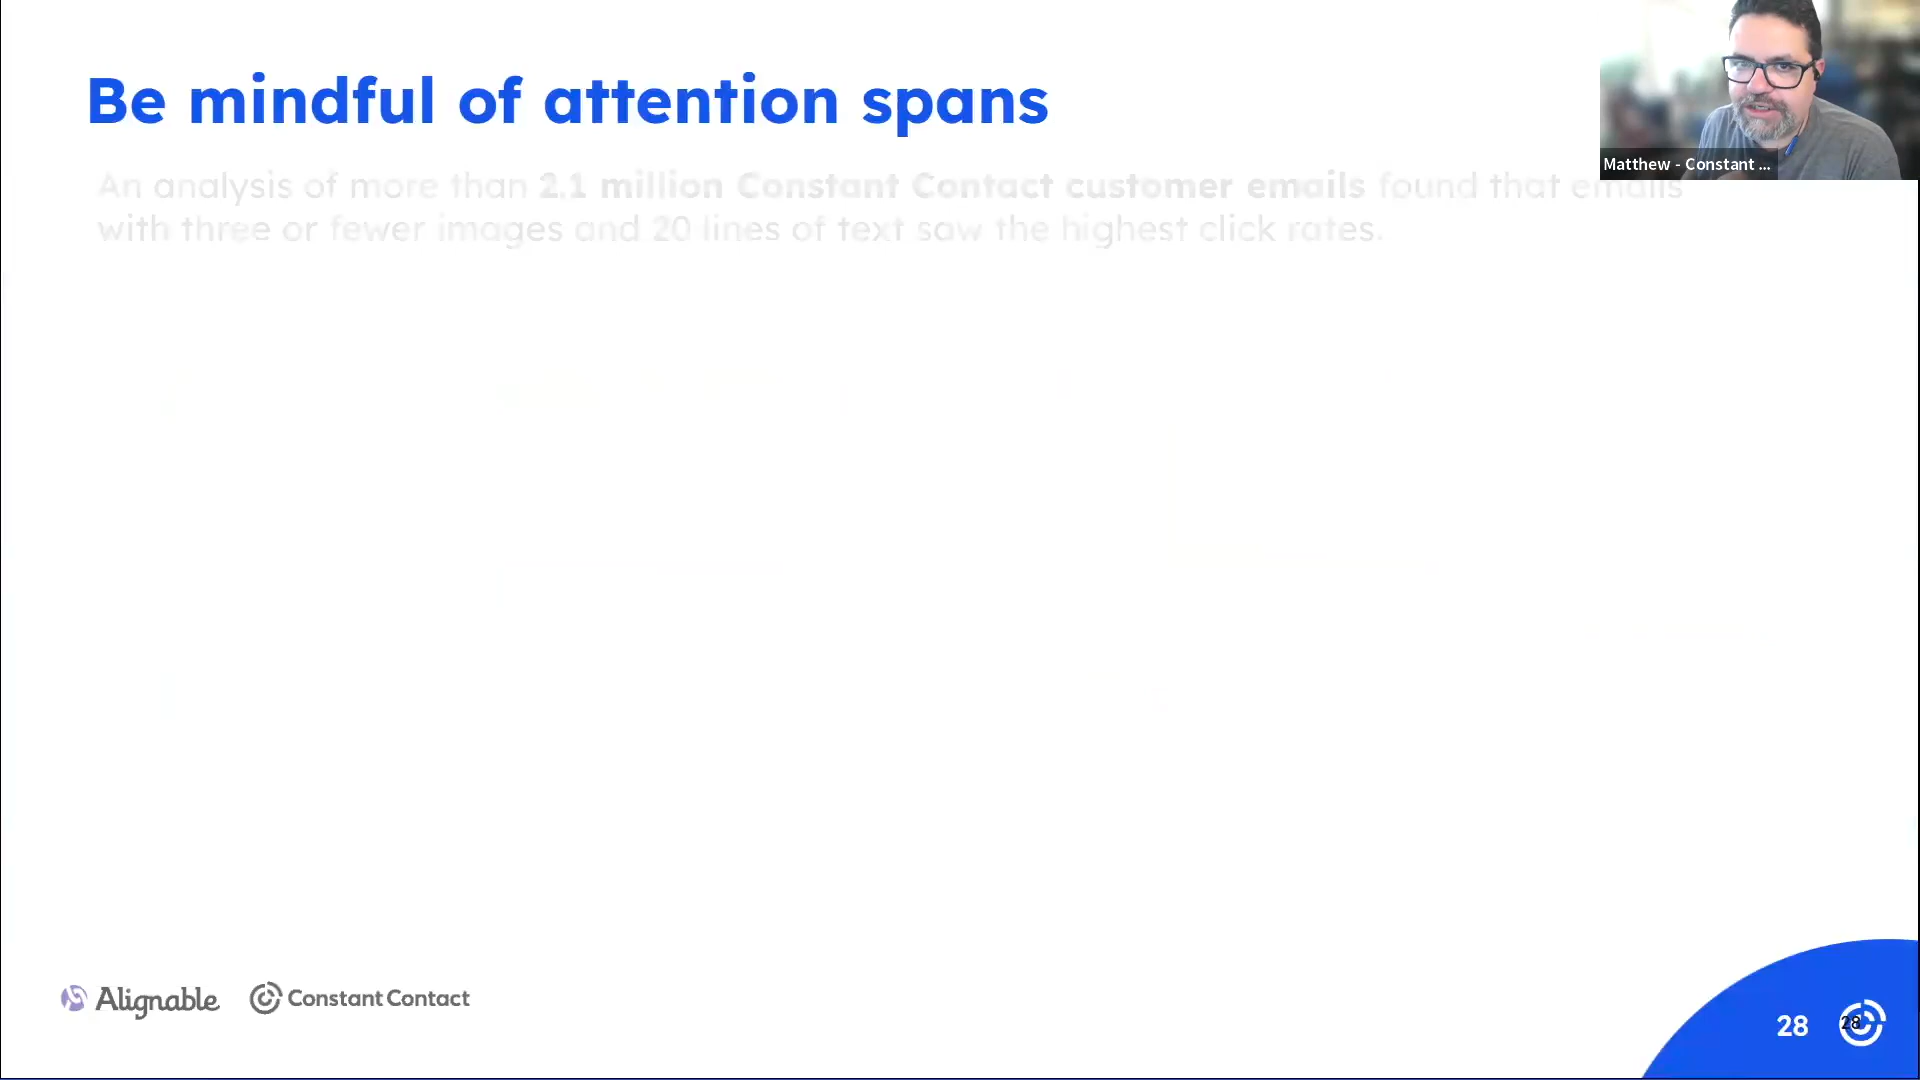 Be mindful of attention spans
An analysis of more than 2.1 million Constant Contact customer emails found that emails
with three or fewer images and 20 lines of text saw the highest click rates.
Matthew - Constant ...
Alignable
Constant Contact
28
28